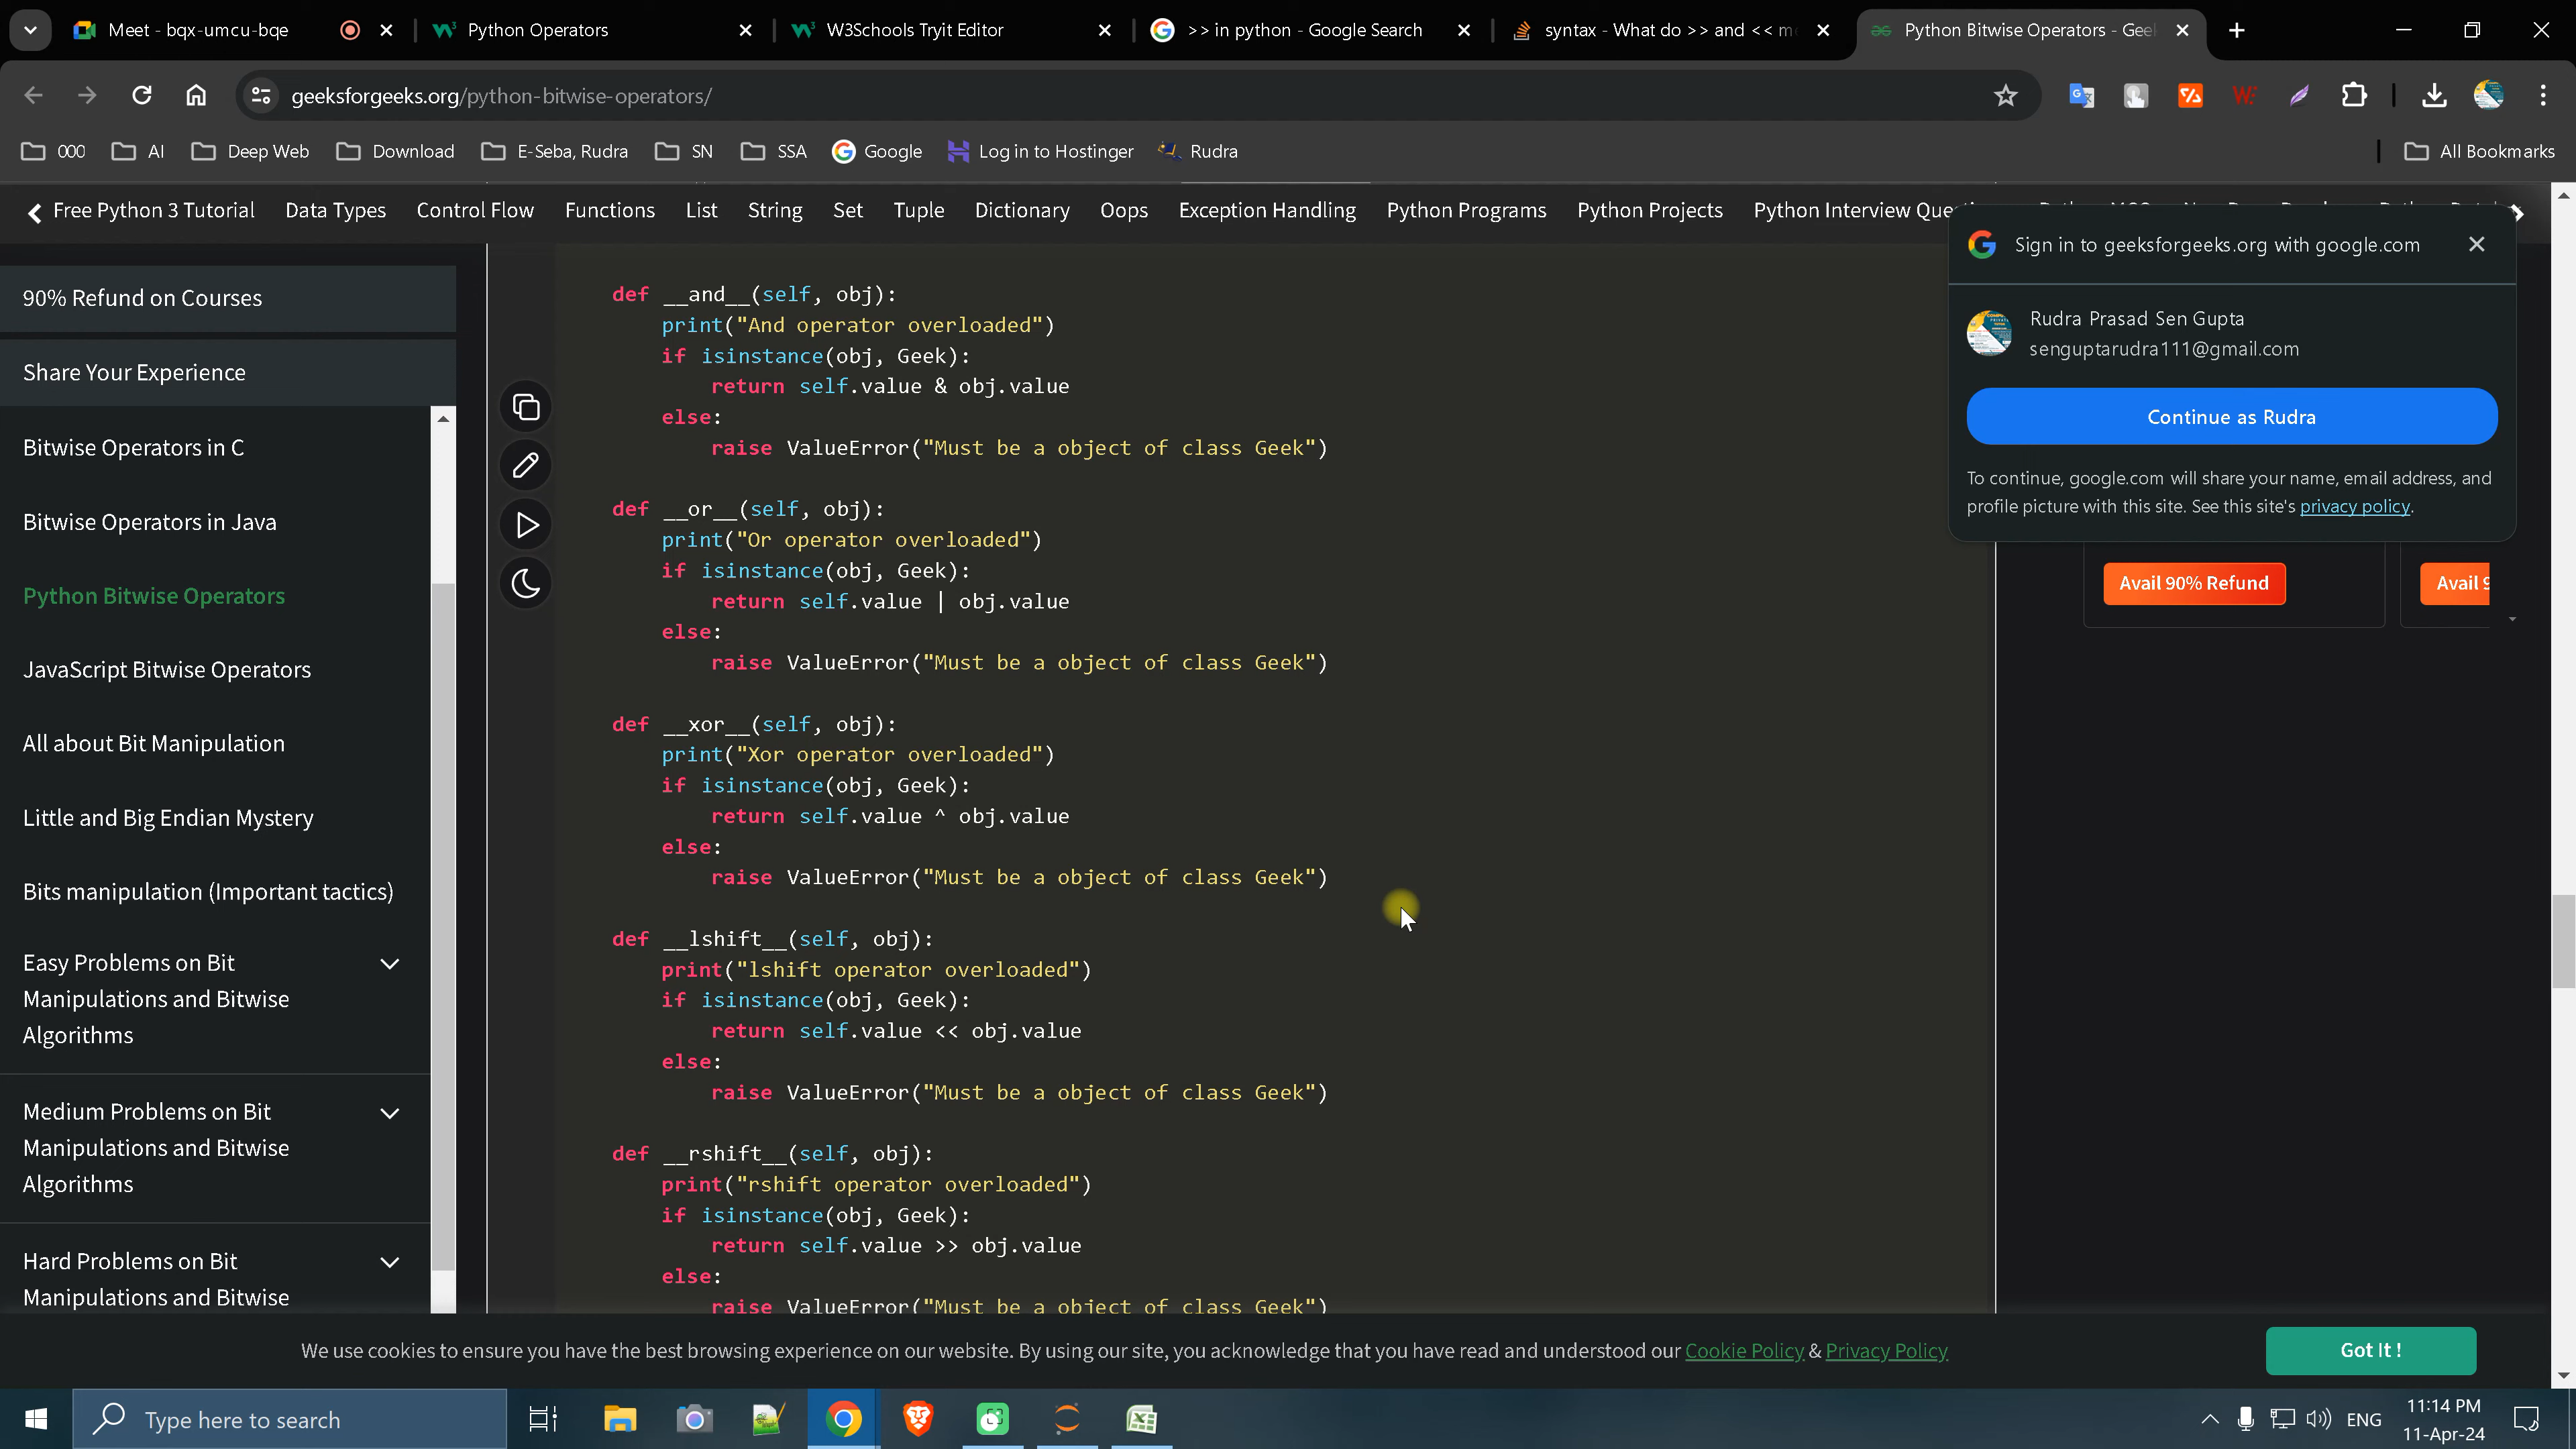 Meet - bqx-umcu-bqe
Python Operators
W3Schools Tryit Editor
>> in python - Google Search
syntax - What do >> and << m
Python Bitwise Operators - Gee
geeksforgeeks.org/python-bitwise-operators/
000
AI
Deep Web
Download
E-Seba, Rudra
SN
SSA
Google
Log in to Hostinger
Rudra
All Bookmarks
Free Python 3 Tutorial
Data Types
Control Flow
Functions
List
String
Set
Tuple
Dictionary
Oops
Exception Handling
Python Programs
Python Projects
Python Interview Que
Sign in to geeksforgeeks.org with google.com
Rudra Prasad Sen Gupta
senguptarudra111@gmail.com
Continue as Rudra
To continue, google.com will share your name, email address, and
profile picture with this site. See this site's privacy policy.
Avail 90% Refund
Avail 9
90% Refund on Courses
Share Your Experience
Bitwise Operators in C
Bitwise Operators in Java
Python Bitwise Operators
JavaScript Bitwise Operators
All about Bit Manipulation
Little and Big Endian Mystery
Bits manipulation (Important tactics)
Easy Problems on Bit
Manipulations and Bitwise
Algorithms
Medium Problems on Bit
Manipulations and Bitwise
Algorithms
Hard Problems on Bit
Manipulations and Bitwise
def __and__(self, obj):
print("And operator overloaded")
if isinstance(obj, Geek):
return self.value & obj.value
else:
raise ValueError("Must be a object of class Geek")
def __or__(self, obj):
print("Or operator overloaded")
if isinstance(obj, Geek):
return self.value | obj.value
else:
raise ValueError("Must be a object of class Geek")
def __xor__(self, obj):
print("Xor operator overloaded")
if isinstance(obj, Geek):
return self.value ^ obj.value
else:
raise ValueError("Must be a object of class Geek")
def __lshift__(self, obj):
print("lshift operator overloaded")
if isinstance(obj, Geek):
return self.value << obj.value
else:
raise ValueError("Must be a object of class Geek")
def __rshift__(self, obj):
print("rshift operator overloaded")
if isinstance(obj, Geek):
return self.value >> obj.value
else:
raise ValueError("Must be a object of class Geek")
We use cookies to ensure you have the best browsing experience on our website. By using our site, you acknowledge that you have read and understood our Cookie Policy & Privacy Policy
Got It !
Type here to search
ENG
11:14 PM
11-Apr-24